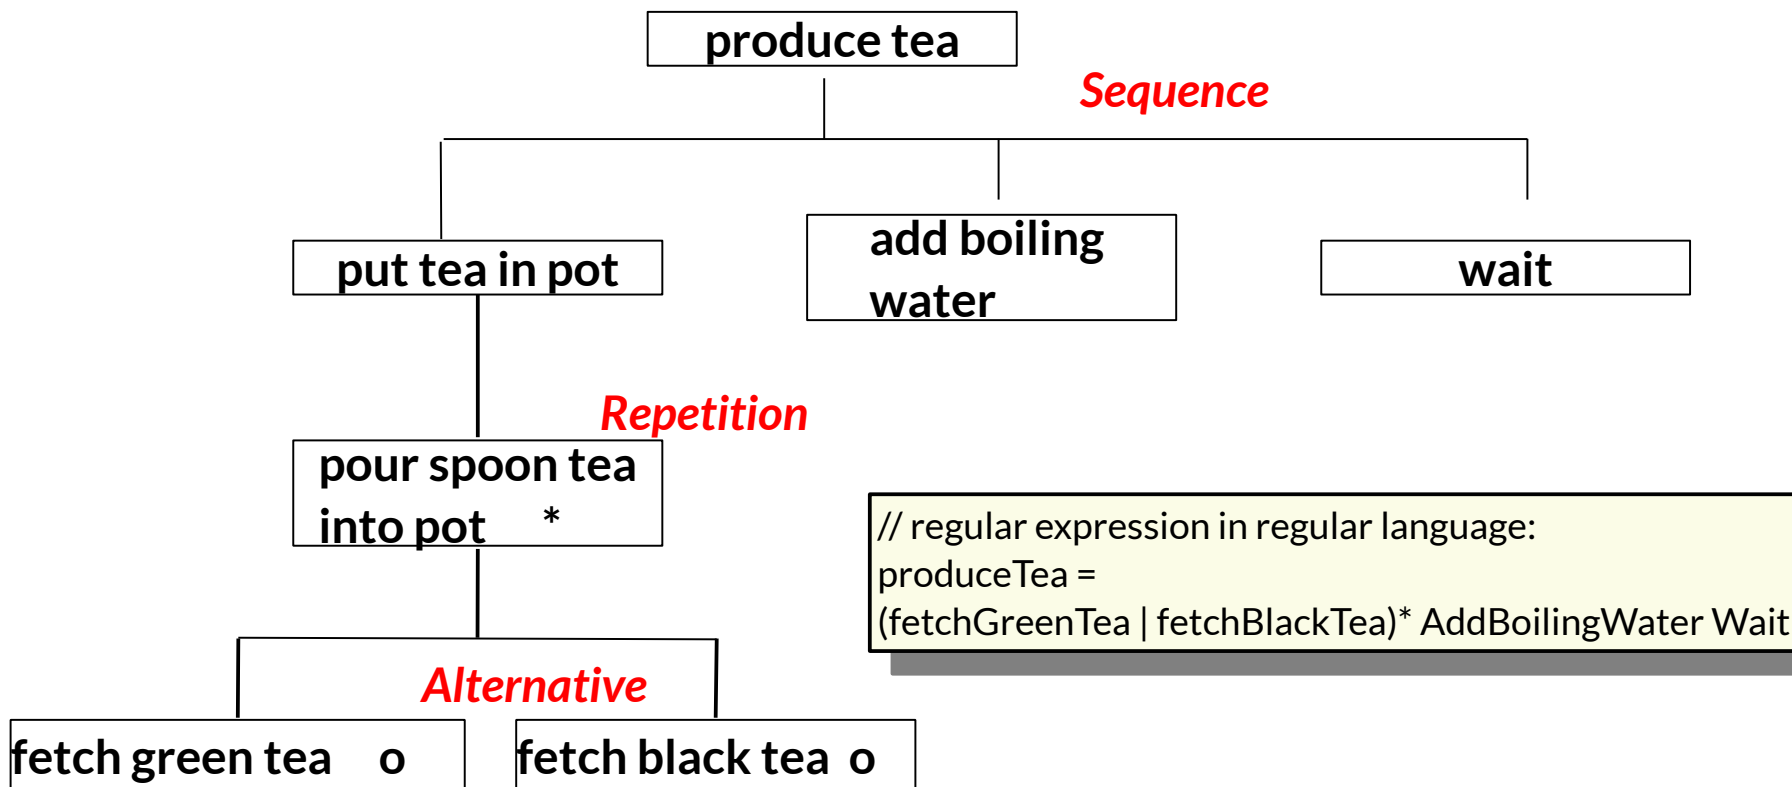 produce tea
Sequence
put tea in pot
add boiling
water
wait
Repetition
pour spoon tea
into pot *
// regular expression in regular language:
produceTea =
(fetchGreenTea | fetchBlackTea)* AddBoilingWater Wait
Alternative
fetch green tea o
fetch black tea o